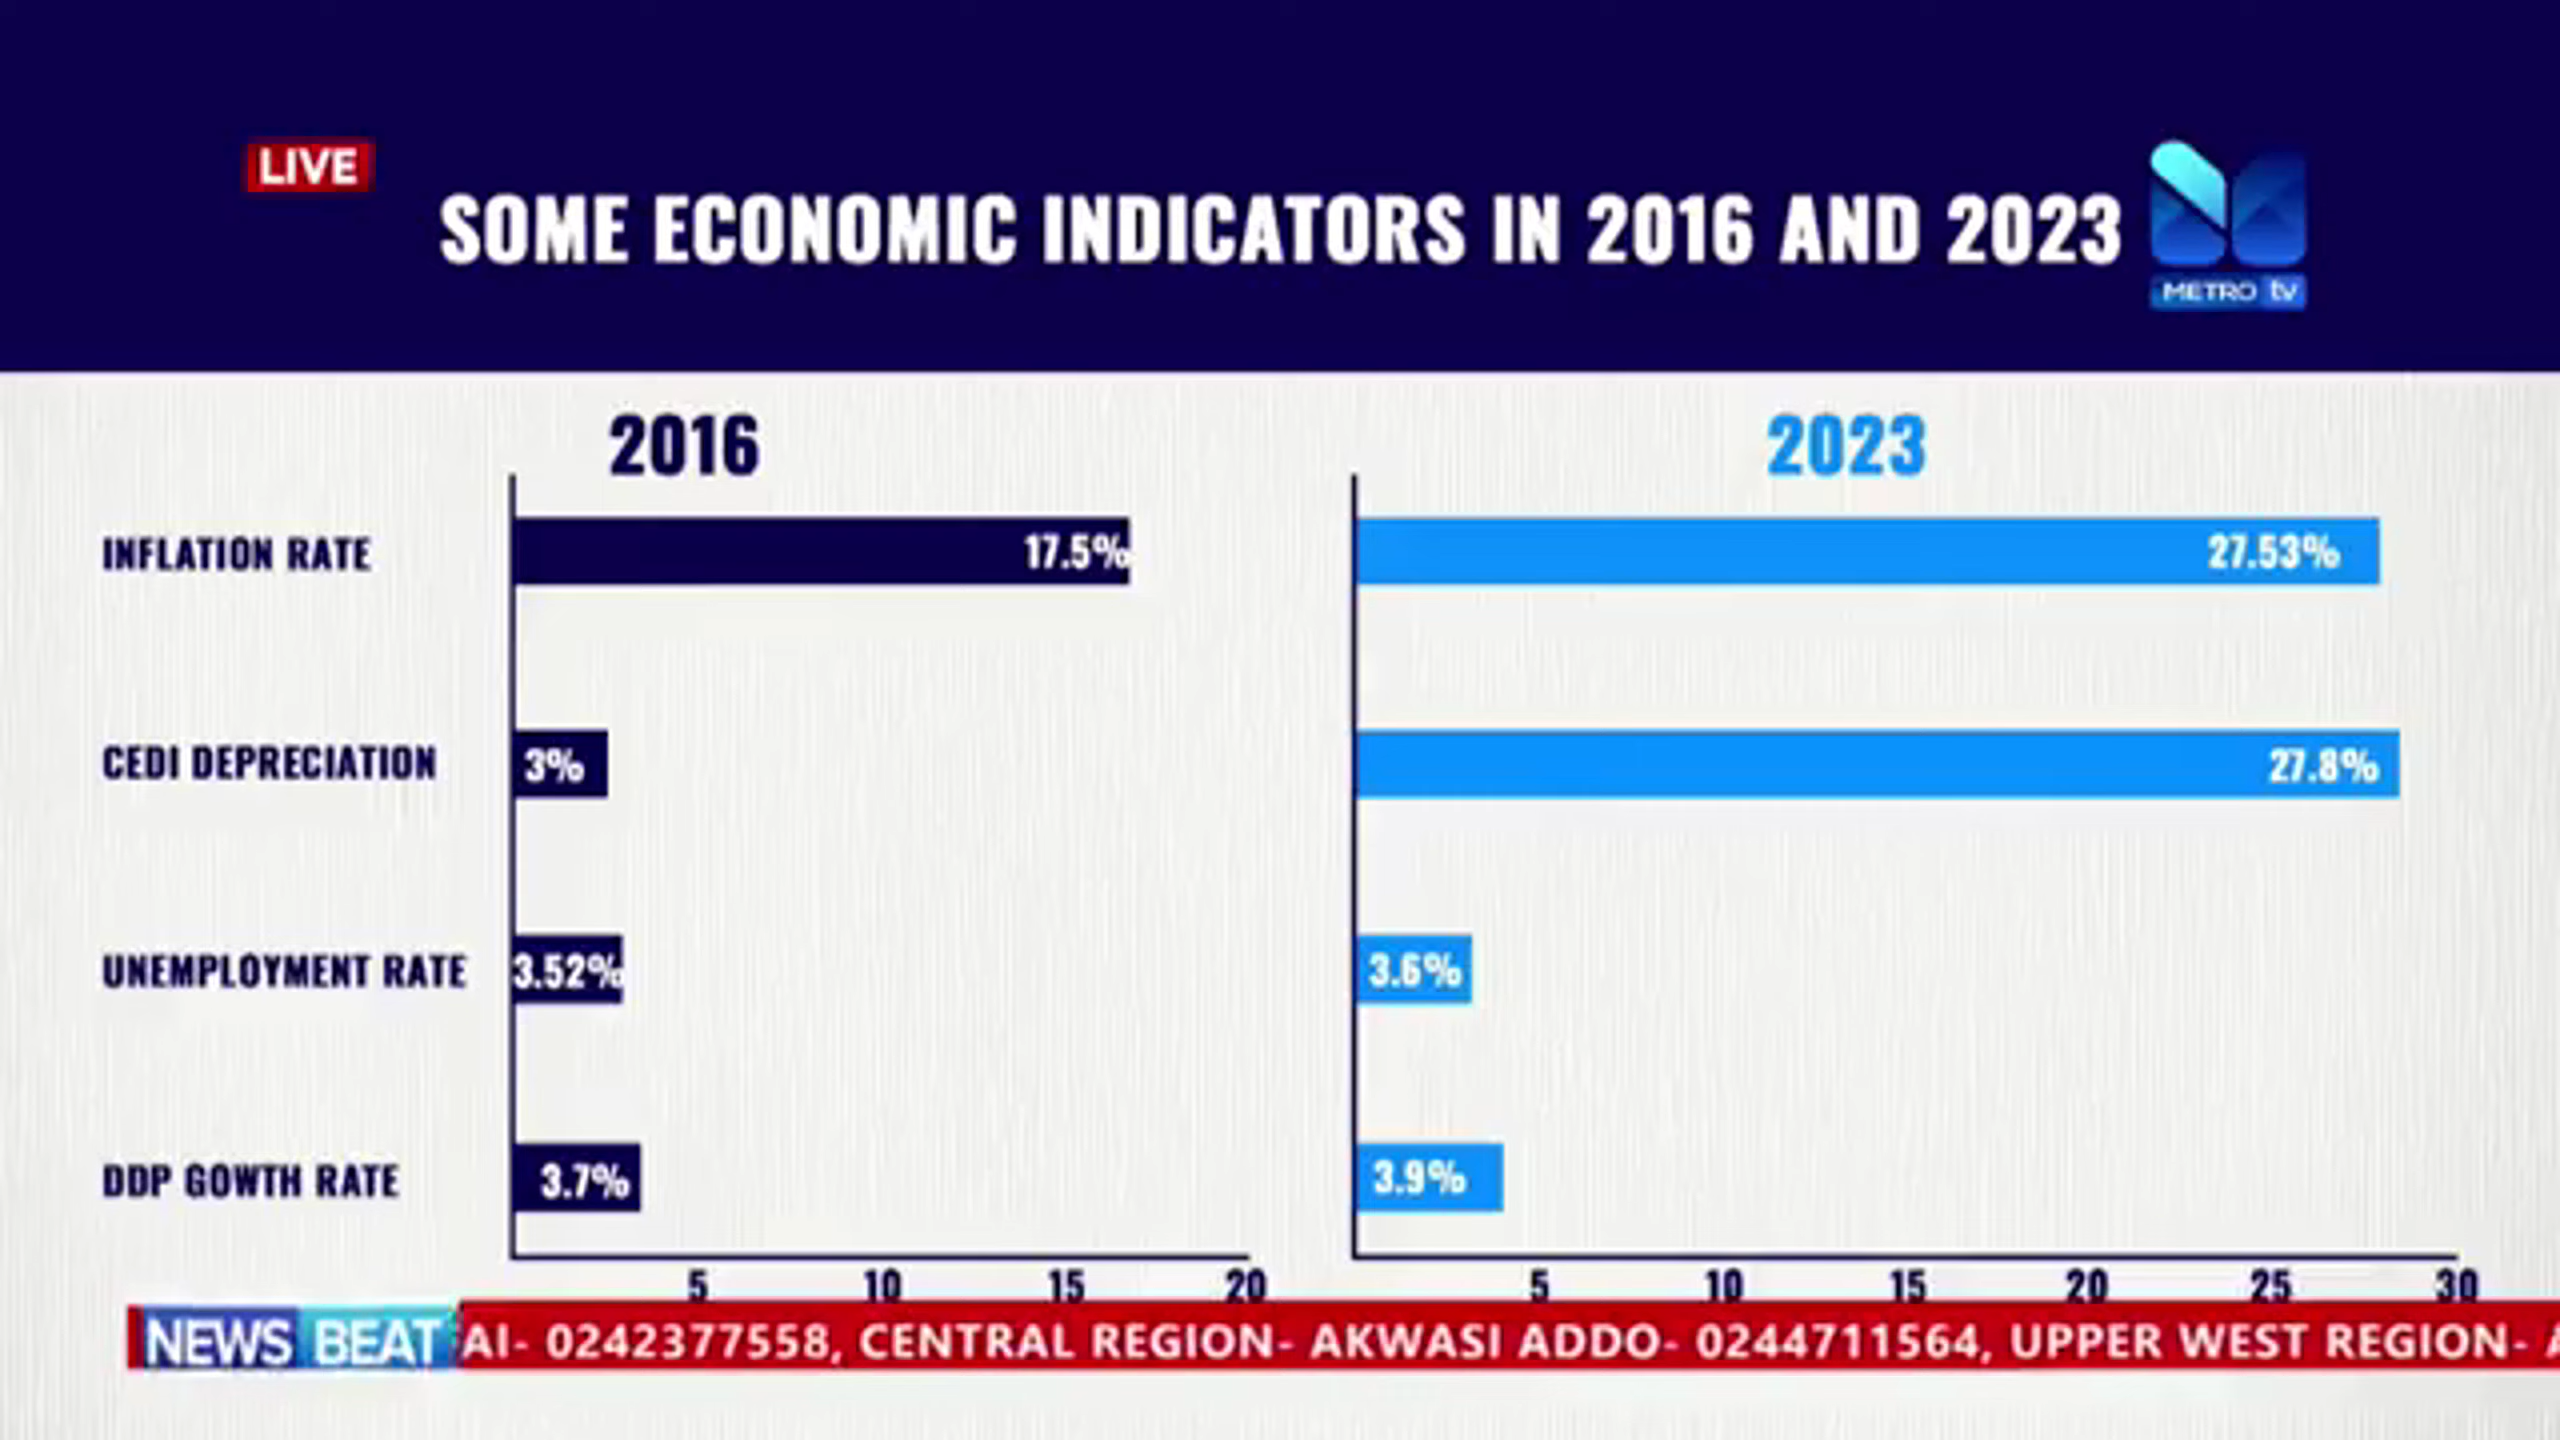 LIVE
SOME ECONOMIC INDICATORS IN 2016 AND 2023
METRO tv
2016
2023
INFLATION RATE
17.5%
27.53%
CEDI DEPRECIATION
3%
27.8%
UNEMPLOYMENT RATE
3.52%
3.6%
DDP GOWTH RATE
3.7%
3.9%
5 10 15 20
5 10 15 20 25 30
NEWS BEAT
AI- 0242377558, CENTRAL REGION- AKWASI ADDO- 0244711564, UPPER WEST REGION-